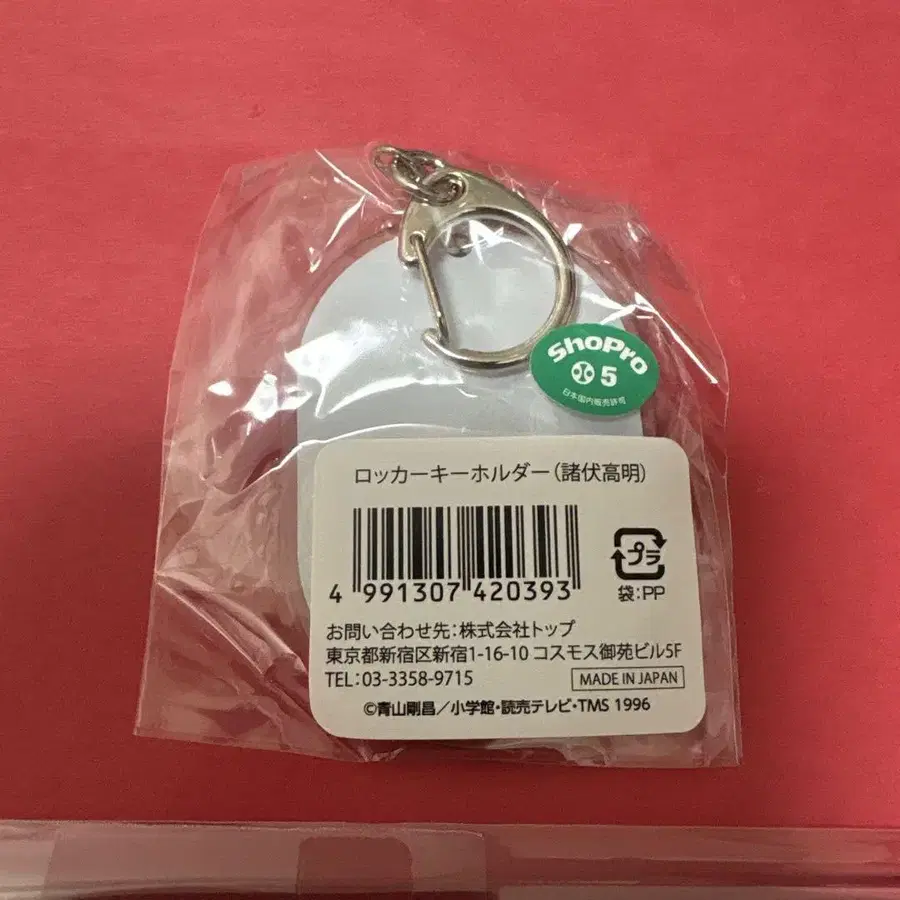 ShoPro
5
日本国内販売許可
ロッカーキーホルダー(諸伏高明)
4 991307 420393
プラ
袋:PP
お問い合わせ先:株式会社トップ
東京都新宿区新宿1-16-10 コスモス御苑ビル5F
TEL:03-3358-9715
MADE IN JAPAN
©青山剛昌/小学館・読売テレビ・TMS 1996